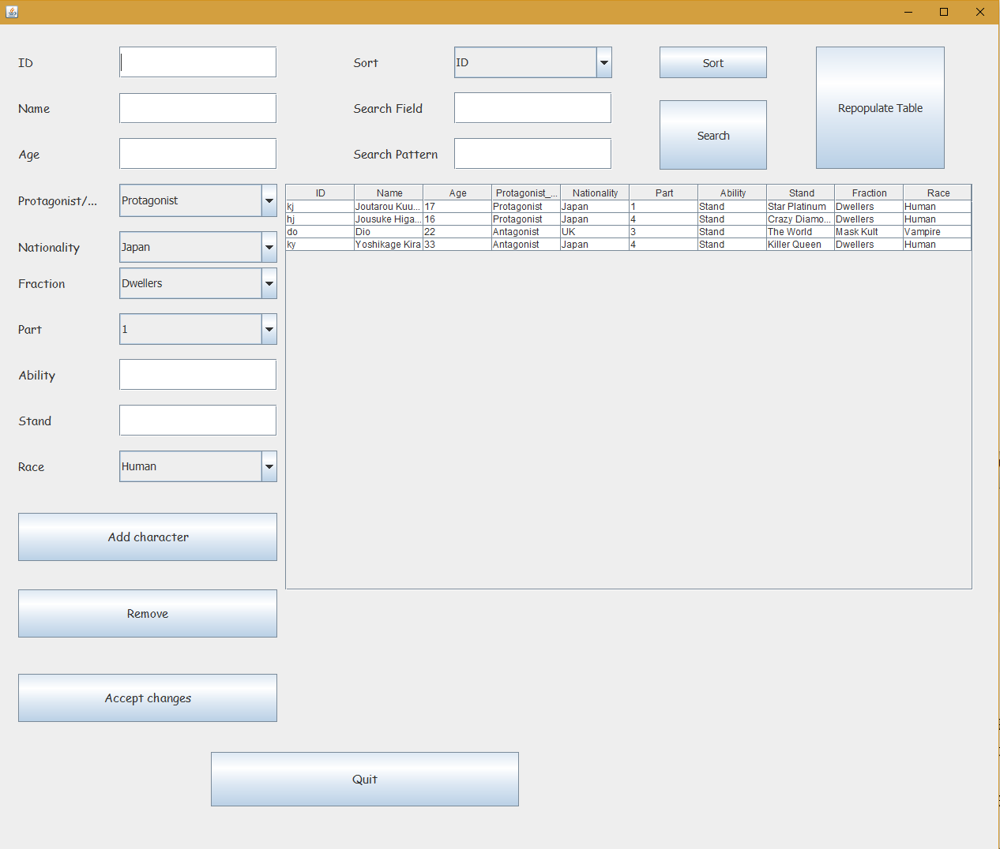 ID
Sort
ID
Sort
Repopulate Table
Name
Search Field
Search
Age
Search Pattern
Protagonist/...
Protagonist
Nationality
Japan
Fraction
Dwellers
Part
1
Ability
Stand
Race
Human
ID Name Age Protagonist_... Nationality Part Ability Stand Fraction Race
kj Joutarou Kuu... 17 Protagonist Japan 1 Stand Star Platinum Dwellers Human
hj Jousuke Higa... 16 Protagonist Japan 4 Stand Crazy Diamo... Dwellers Human
do Dio 22 Antagonist UK 3 Stand The World Mask Kult Vampire
ky Yoshikage Kira 33 Antagonist Japan 4 Stand Killer Queen Dwellers Human
Add character
Remove
Accept changes
Quit